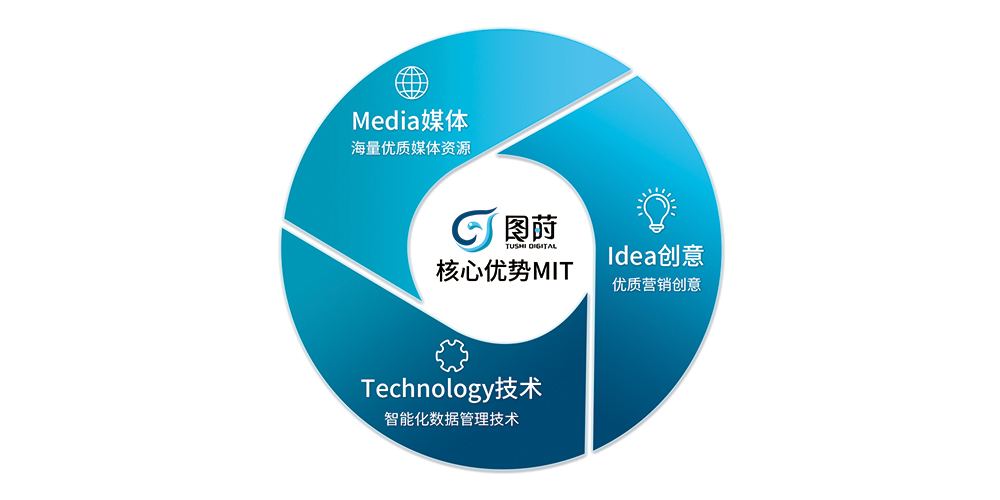 Media媒体
海量优质媒体资源
Idea创意
优质营销创意
图莳
TUSHI DIGITAL
核心优势MIT
Technology技术
智能化数据管理技术